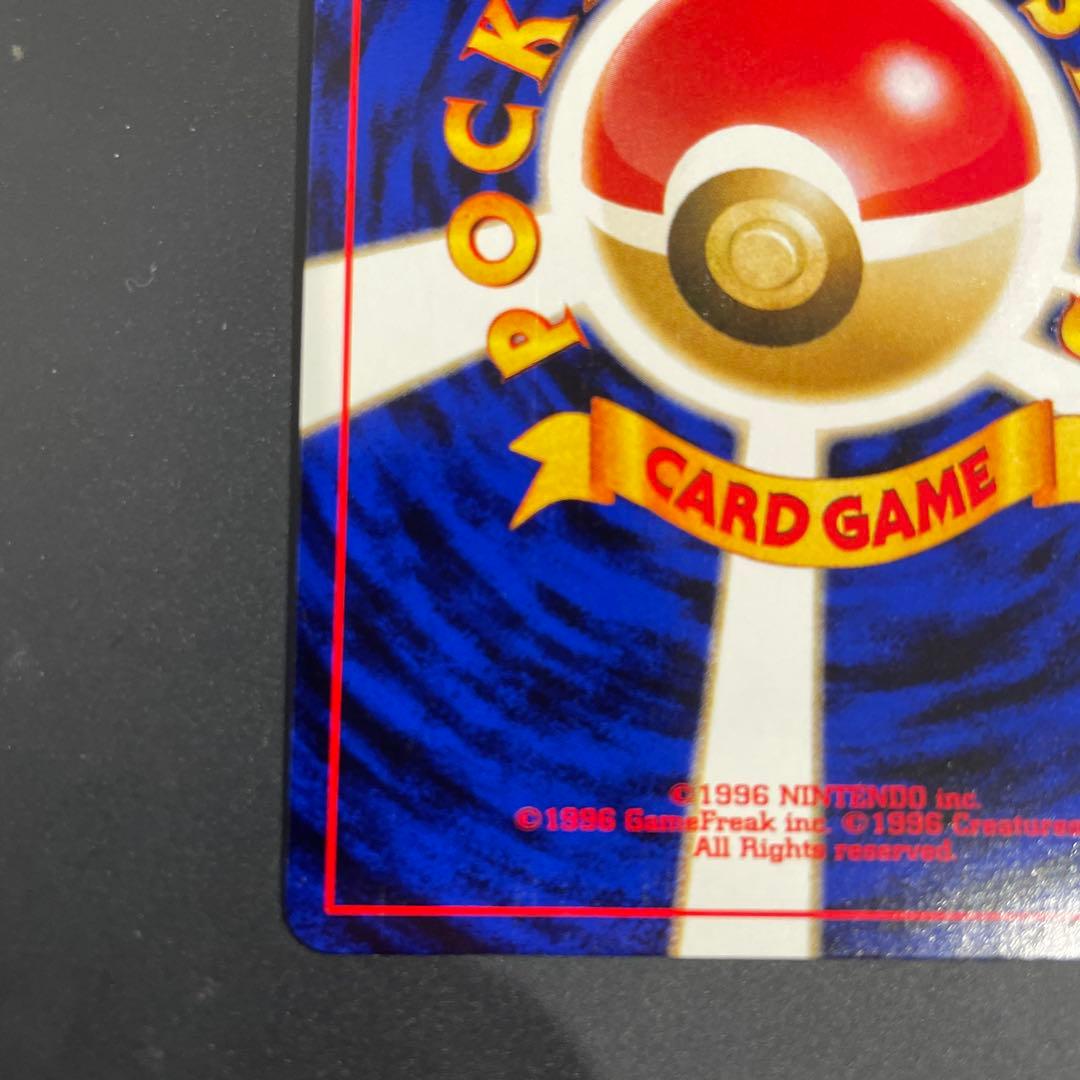 POCK
CARD GAME
©1996 NINTENDO inc.
©1996 GameFreak inc. ©1996 Creatures
All Rights reserved.